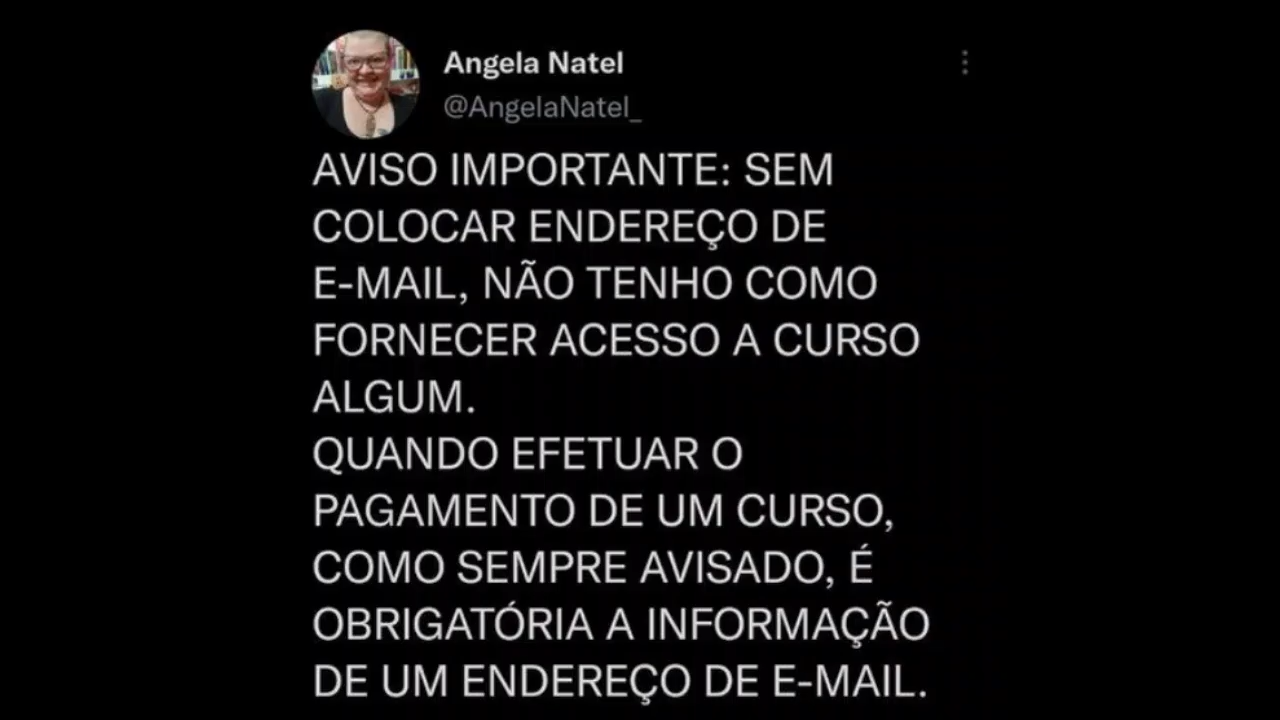 Angela Natel
@AngelaNatel_
AVISO IMPORTANTE: SEM
COLOCAR ENDEREÇO DE
E-MAIL, NÃO TENHO COMO
FORNECER ACESSO A CURSO
ALGUM.
QUANDO EFETUAR O
PAGAMENTO DE UM CURSO,
COMO SEMPRE AVISADO, É
OBRIGATÓRIA A INFORMAÇÃO
DE UM ENDEREÇO DE E-MAIL.